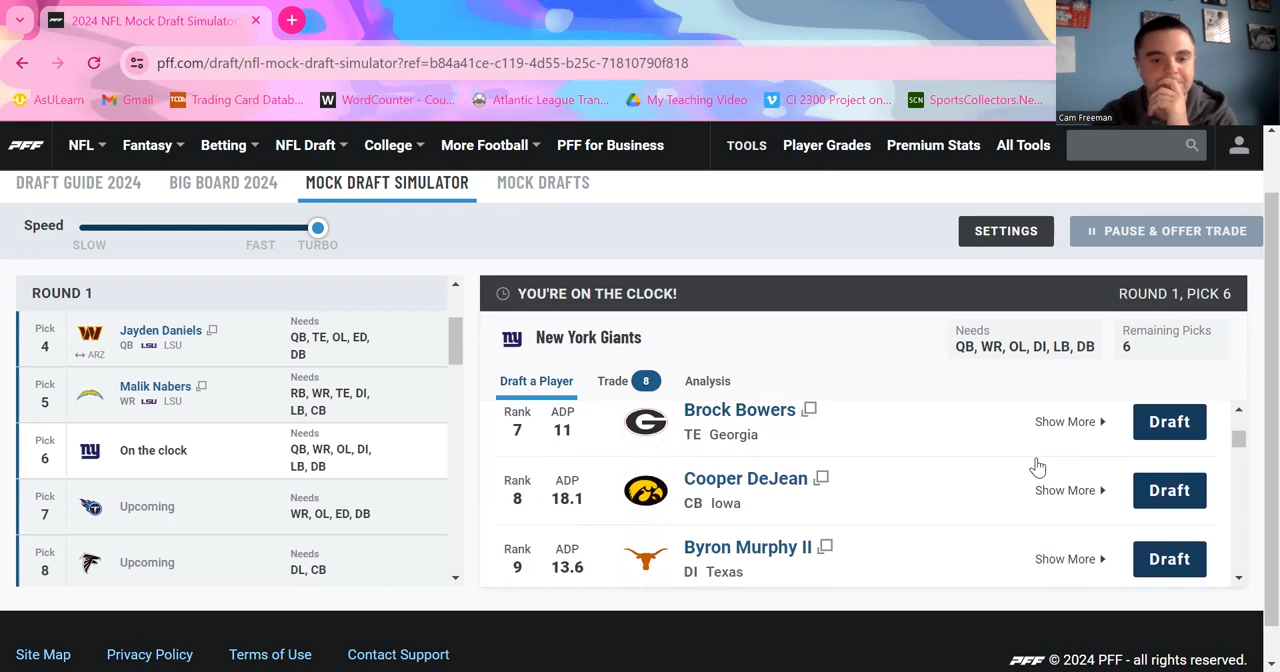 2024 NFL Mock Draft Simulator
pff.com/draft/nfl-mock-draft-simulator?ref=b84a41ce-c119-4d55-b25c-71810790f818
AsULearn
Gmail
Trading Card Datab...
WordCounter - Cou...
Atlantic League Tran...
My Teaching Video
CI 2300 Project on...
SCN SportsCollectors.Ne...
Cam Freeman
PFF NFL Fantasy Betting NFL Draft College More Football PFF for Business TOOLS Player Grades Premium Stats All Tools
DRAFT GUIDE 2024 BIG BOARD 2024 MOCK DRAFT SIMULATOR MOCK DRAFTS
Speed
SLOW FAST TURBO
SETTINGS
PAUSE & OFFER TRADE
ROUND 1
Pick 4
↔ ARZ
Jayden Daniels
QB LSU LSU
Needs
QB, TE, OL, ED,
DB
Pick 5
Malik Nabers
WR LSU LSU
Needs
RB, WR, TE, DI,
LB, CB
Pick 6
ny
On the clock
Needs
QB, WR, OL, DI,
LB, DB
Pick 7
Upcoming
Needs
WR, OL, ED, DB
Pick 8
Upcoming
Needs
DL, CB
YOU'RE ON THE CLOCK!
ROUND 1, PICK 6
ny New York Giants
Needs
QB, WR, OL, DI, LB, DB
Remaining Picks
6
Draft a Player Trade 8 Analysis
Rank 7
ADP 11
Brock Bowers
TE Georgia
Show More
Draft
Rank 8
ADP 18.1
Cooper DeJean
CB Iowa
Show More
Draft
Rank 9
ADP 13.6
Byron Murphy II
DI Texas
Show More
Draft
Site Map Privacy Policy Terms of Use Contact Support
PFF © 2024 PFF - all rights reserved.